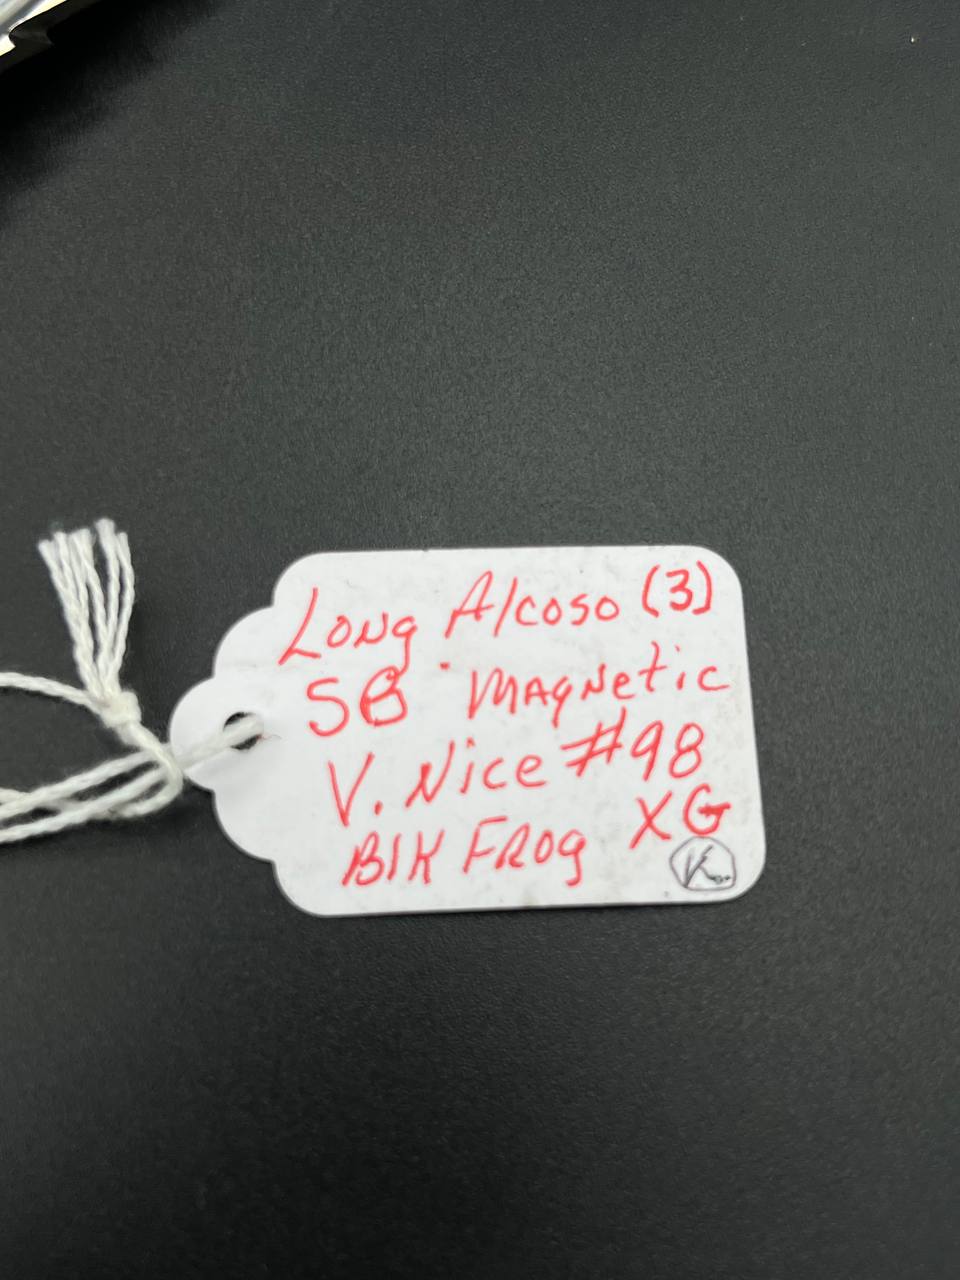 Long Alcoso (3)
SB MAgNetic
V. Nice #98
BlK FRog XG
K